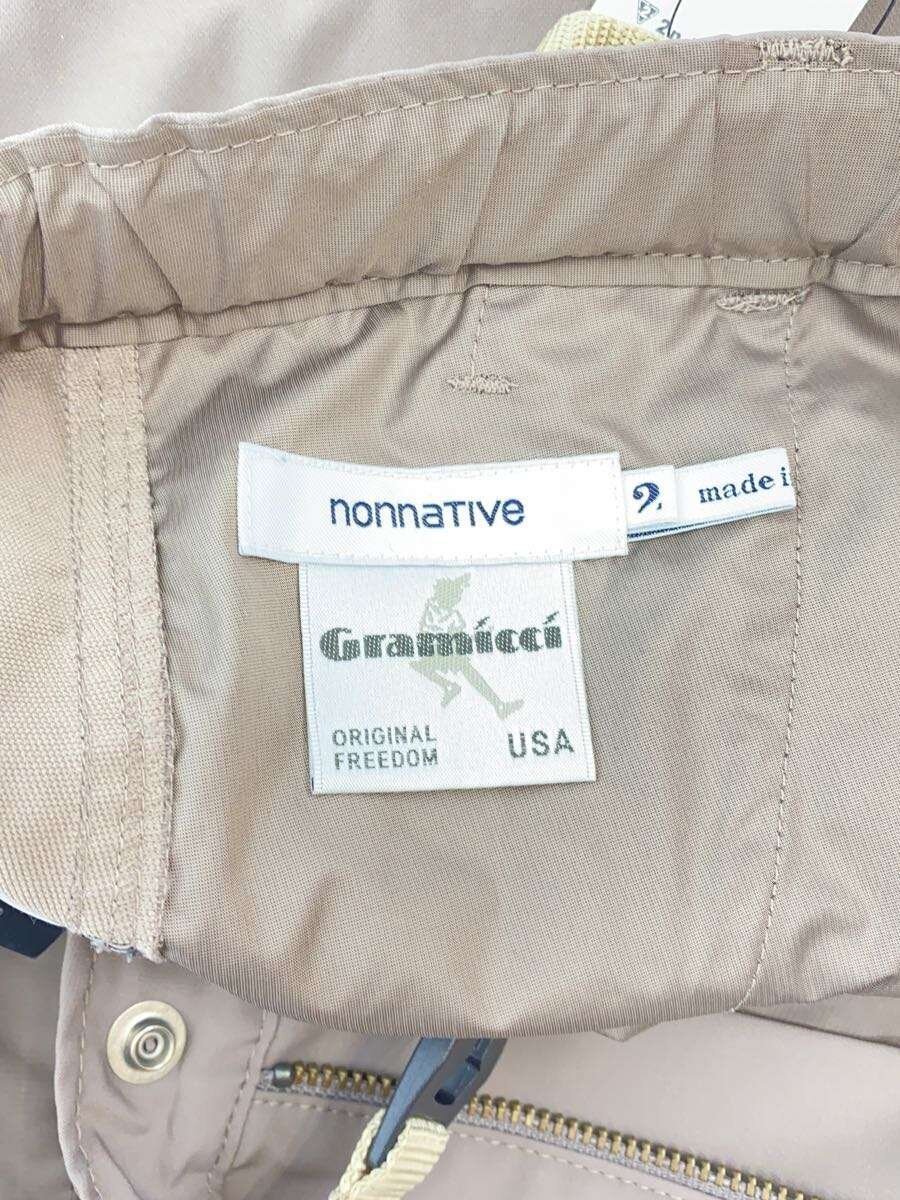 nonnative
2
made i
Gramicci
ORIGINAL
FREEDOM
USA